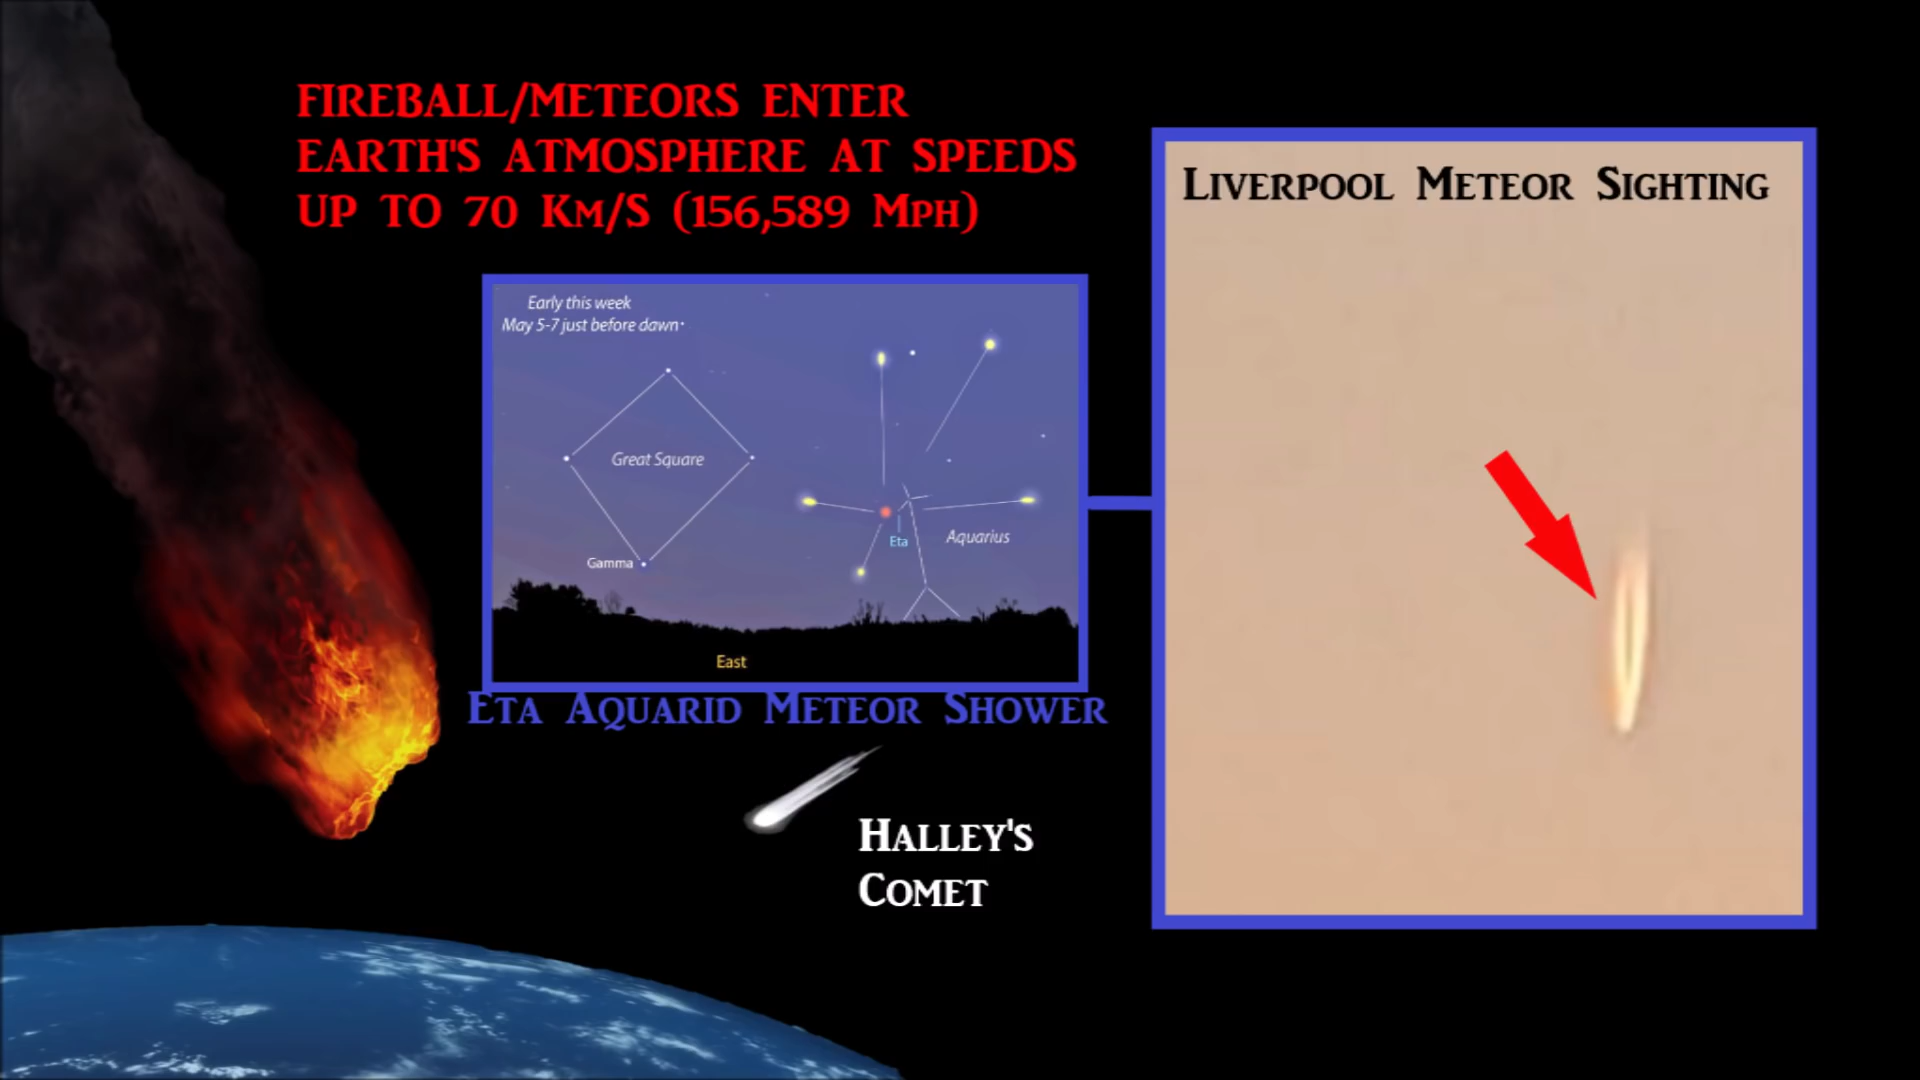 FIREBALL/METEORS ENTER
EARTH'S ATMOSPHERE AT SPEEDS
UP TO 70 KM/S (156,589 MPH)
LIVERPOOL METEOR SIGHTING
Early this week
May 5-7 just before dawn
Great Square
Gamma
Eta
Aquarius
East
ETA AQUARID METEOR SHOWER
HALLEY'S
COMET